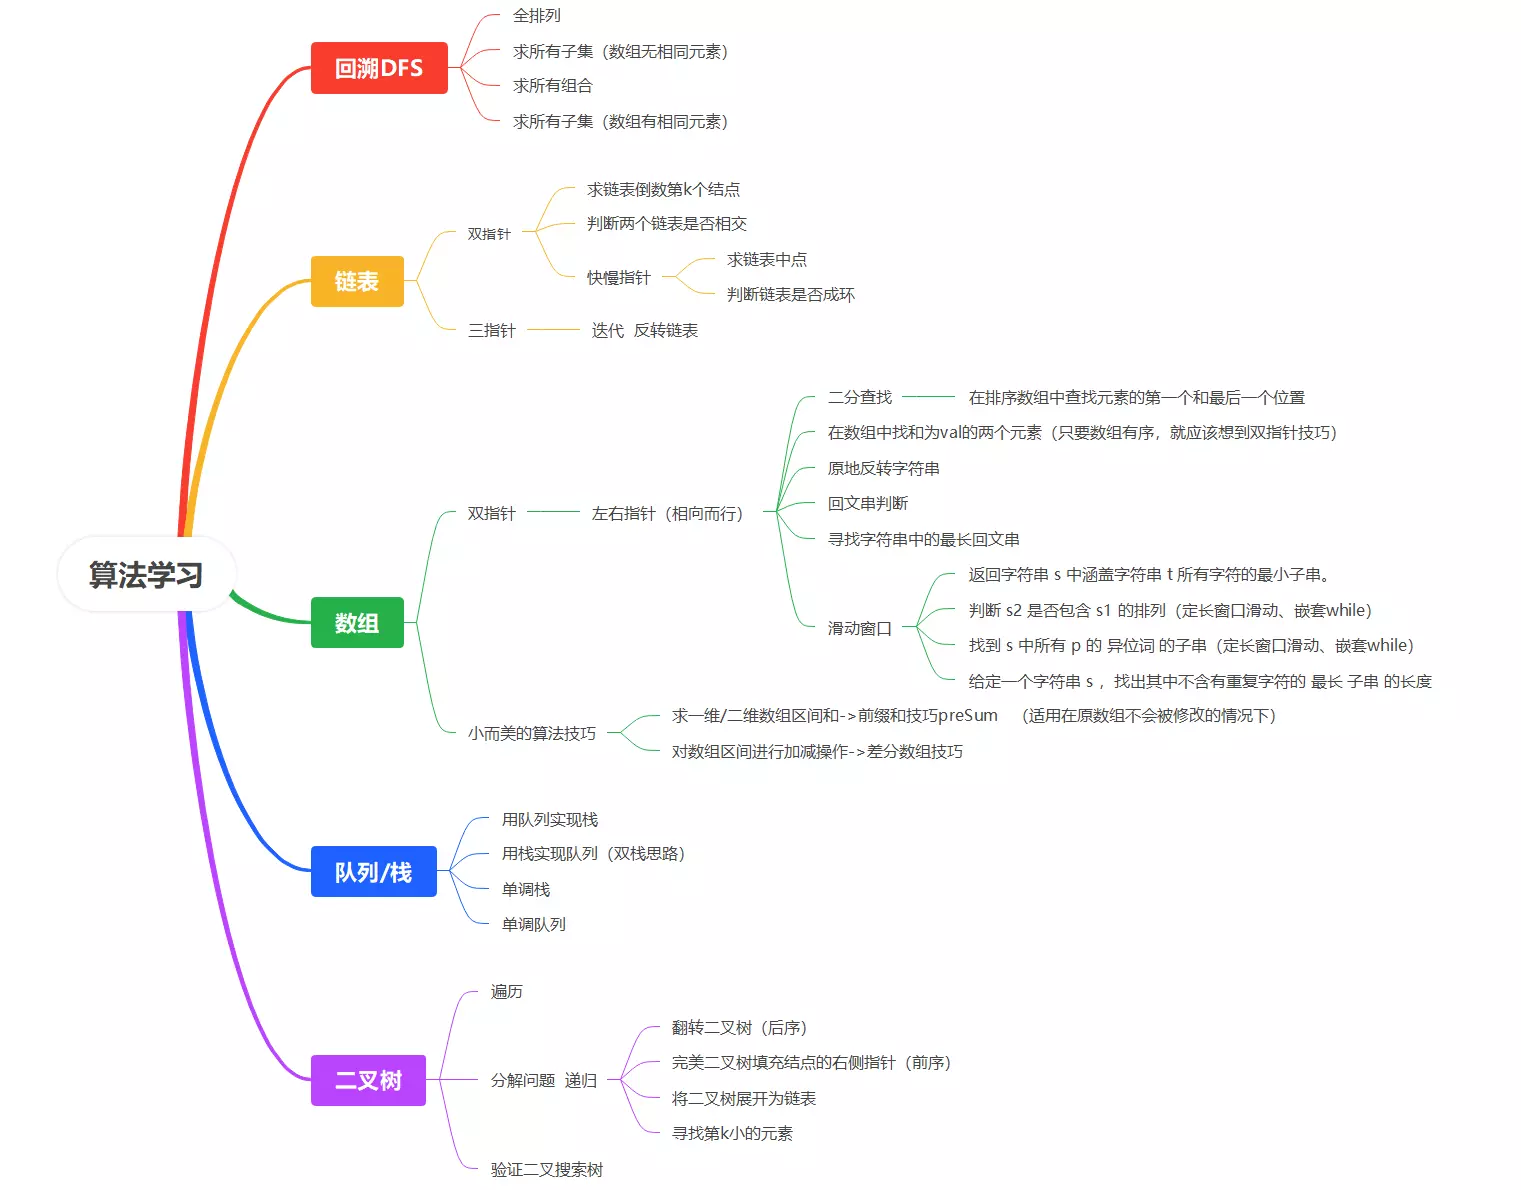 算法学习
回溯DFS
全排列
求所有子集（数组无相同元素）
求所有组合
求所有子集（数组有相同元素）
链表
双指针
求链表倒数第k个结点
判断两个链表是否相交
快慢指针
求链表中点
判断链表是否成环
三指针
迭代 反转链表
数组
双指针
左右指针（相向而行）
二分查找
在排序数组中查找元素的第一个和最后一个位置
在数组中找和为val的两个元素（只要数组有序，就应该想到双指针技巧）
原地反转字符串
回文串判断
寻找字符串中的最长回文串
滑动窗口
返回字符串 s 中涵盖字符串 t 所有字符的最小子串。
判断 s2 是否包含 s1 的排列（定长窗口滑动、嵌套while）
找到 s 中所有 p 的 异位词 的子串（定长窗口滑动、嵌套while）
给定一个字符串 s ，找出其中不含有重复字符的 最长 子串 的长度
小而美的算法技巧
求一维/二维数组区间和->前缀和技巧preSum （适用在原数组不会被修改的情况下）
对数组区间进行加减操作->差分数组技巧
队列/栈
用队列实现栈
用栈实现队列（双栈思路）
单调栈
单调队列
二叉树
遍历
分解问题 递归
翻转二叉树（后序）
完美二叉树填充结点的右侧指针（前序）
将二叉树展开为链表
寻找第k小的元素
验证二叉搜索树